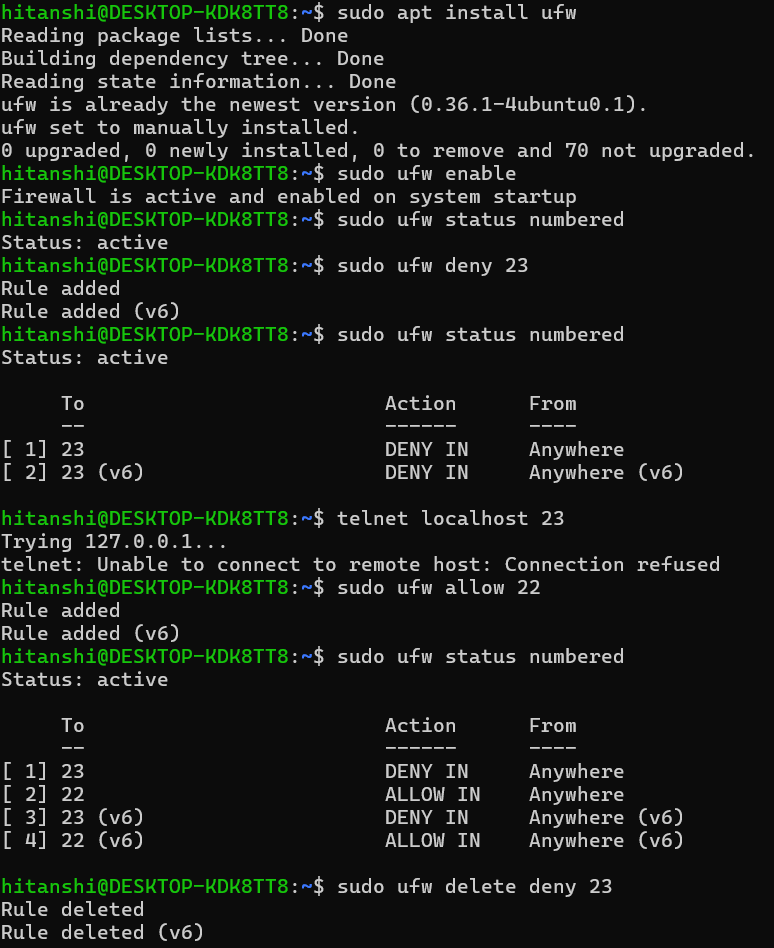 hitanshi@DESKTOP-KDK8TT8:~$ sudo apt install ufw
Reading package lists... Done
Building dependency tree... Done
Reading state information... Done
ufw is already the newest version (0.36.1-4ubuntu0.1).
ufw set to manually installed.
0 upgraded, 0 newly installed, 0 to remove and 70 not upgraded.
hitanshi@DESKTOP-KDK8TT8:~$ sudo ufw enable
Firewall is active and enabled on system startup
hitanshi@DESKTOP-KDK8TT8:~$ sudo ufw status numbered
Status: active
hitanshi@DESKTOP-KDK8TT8:~$ sudo ufw deny 23
Rule added
Rule added (v6)
hitanshi@DESKTOP-KDK8TT8:~$ sudo ufw status numbered
Status: active

     To                         Action      From
     --                         ------      ----
[ 1] 23                         DENY IN     Anywhere
[ 2] 23 (v6)                    DENY IN     Anywhere (v6)

hitanshi@DESKTOP-KDK8TT8:~$ telnet localhost 23
Trying 127.0.0.1...
telnet: Unable to connect to remote host: Connection refused
hitanshi@DESKTOP-KDK8TT8:~$ sudo ufw allow 22
Rule added
Rule added (v6)
hitanshi@DESKTOP-KDK8TT8:~$ sudo ufw status numbered
Status: active

     To                         Action      From
     --                         ------      ----
[ 1] 23                         DENY IN     Anywhere
[ 2] 22                         ALLOW IN    Anywhere
[ 3] 23 (v6)                    DENY IN     Anywhere (v6)
[ 4] 22 (v6)                    ALLOW IN    Anywhere (v6)

hitanshi@DESKTOP-KDK8TT8:~$ sudo ufw delete deny 23
Rule deleted
Rule deleted (v6)